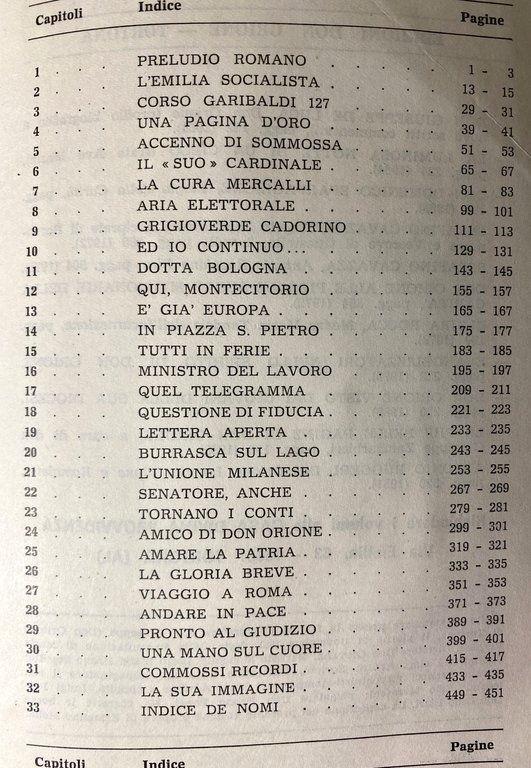 Capitoli Indice Pagine
1 PRELUDIO ROMANO 1 - 3
2 L'EMILIA SOCIALISTA 13 - 15
3 CORSO GARIBALDI 127 29 - 31
4 UNA PAGINA D'ORO 39 - 41
5 ACCENNO DI SOMMOSSA 51 - 53
6 IL « SUO » CARDINALE 65 - 67
7 LA CURA MERCALLI 81 - 83
8 ARIA ELETTORALE 99 - 101
9 GRIGIOVERDE CADORINO 111 - 113
10 ED IO CONTINUO... 129 - 131
11 DOTTA BOLOGNA 143 - 145
12 QUI, MONTECITORIO 155 - 157
13 E' GIA' EUROPA 165 - 167
14 IN PIAZZA S. PIETRO 175 - 177
15 TUTTI IN FERIE 183 - 185
16 MINISTRO DEL LAVORO 195 - 197
17 QUEL TELEGRAMMA 209 - 211
18 QUESTIONE DI FIDUCIA 221 - 223
19 LETTERA APERTA 233 - 235
20 BURRASCA SUL LAGO 243 - 245
21 L'UNIONE MILANESE 253 - 255
22 SENATORE, ANCHE 267 - 269
23 TORNANO I CONTI 279 - 281
24 AMICO DI DON ORIONE 299 - 301
25 AMARE LA PATRIA 319 - 321
26 LA GLORIA BREVE 333 - 335
27 VIAGGIO A ROMA 351 - 353
28 ANDARE IN PACE 371 - 373
29 PRONTO AL GIUDIZIO 389 - 391
30 UNA MANO SUL CUORE 399 - 401
31 COMMOSSI RICORDI 415 - 417
32 LA SUA IMMAGINE 433 - 435
33 INDICE DE NOMI 449 - 451
Capitoli Indice Pagine